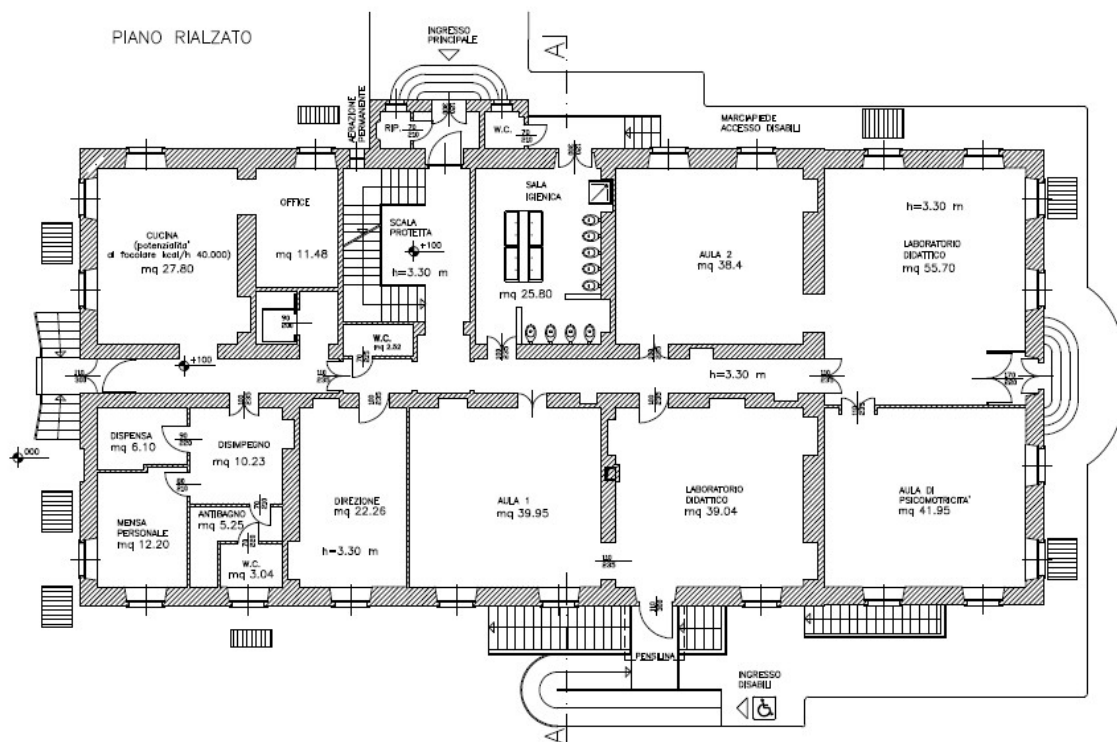 PIANO RIALZATO
INGRESSO
PRINCIPALE
A
AERAZIONE
PERMANENTE
RIP.
W.C.
MARCIAPIEDE
ACCESSO DISABILI
CUCINA
(potenzialita'
al focolare kcal/h 40.000)
mq 27.80
OFFICE
mq 11.48
SCALA
PROTETTA
+100
h=3.30 m
SALA
IGIENICA
mq 25.80
AULA 2
mq 38.4
h=3.30 m
LABORATORIO
DIDATTICO
mq 55.70
W.C.
mq 2.52
+100
h=3.30 m
000
DISPENSA
mq 6.10
DISIMPEGNO
mq 10.23
MENSA
PERSONALE
mq 12.20
ANTIBAGNO
mq 5.25
W.C.
mq 3.04
DIREZIONE
mq 22.26
h=3.30 m
AULA 1
mq 39.95
LABORATORIO
DIDATTICO
mq 39.04
AULA DI
PSICOMOTRICITA'
mq 41.95
PENSILINA
INGRESSO
DISABILI
A